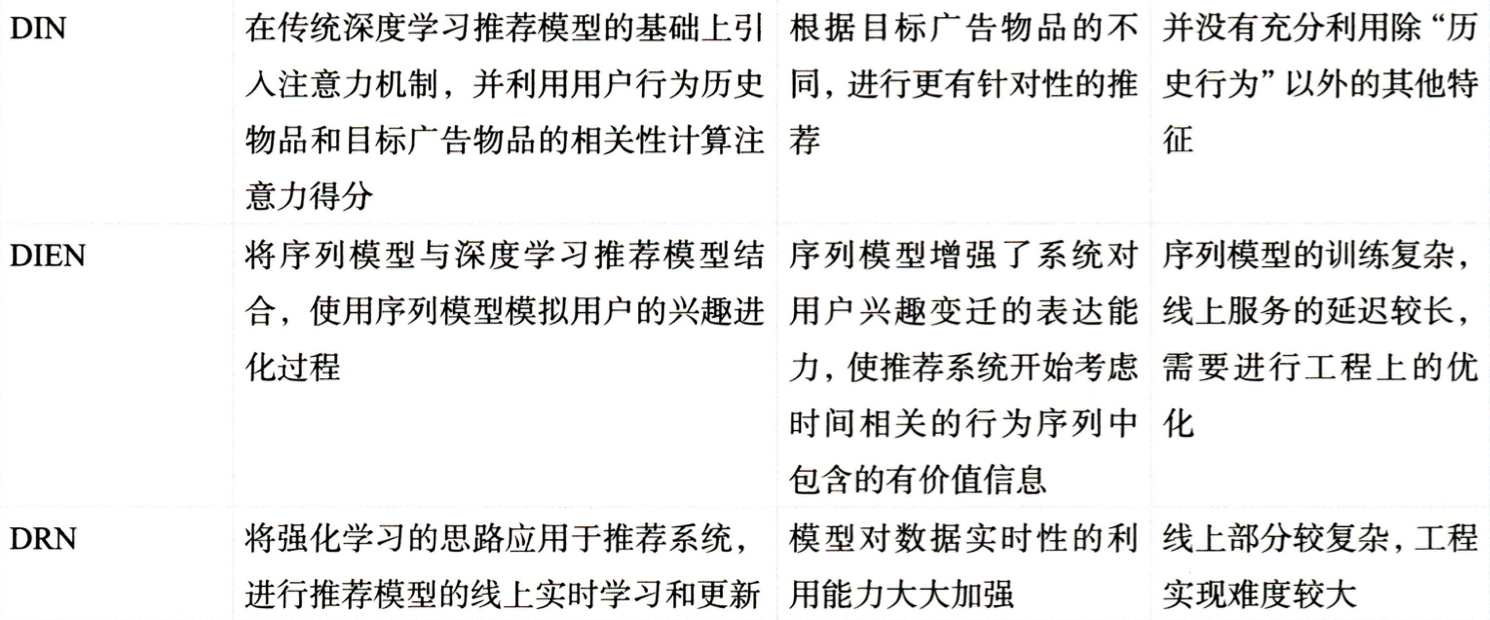 DIN
在传统深度学习推荐模型的基础上引
入注意力机制，并利用用户行为历史
物品和目标广告物品的相关性计算注
意力得分
根据目标广告物品的不
同，进行更有针对性的推
荐
并没有充分利用除“历
史行为”以外的其他特
征
DIEN
将序列模型与深度学习推荐模型结
合，使用序列模型模拟用户的兴趣进
化过程
序列模型增强了系统对
用户兴趣变迁的表达能
力，使推荐系统开始考虑
时间相关的行为序列中
包含的有价值信息
序列模型的训练复杂，
线上服务的延迟较长，
需要进行工程上的优
化
DRN
将强化学习的思路应用于推荐系统，
进行推荐模型的线上实时学习和更新
模型对数据实时性的利
用能力大大加强
线上部分较复杂，工程
实现难度较大